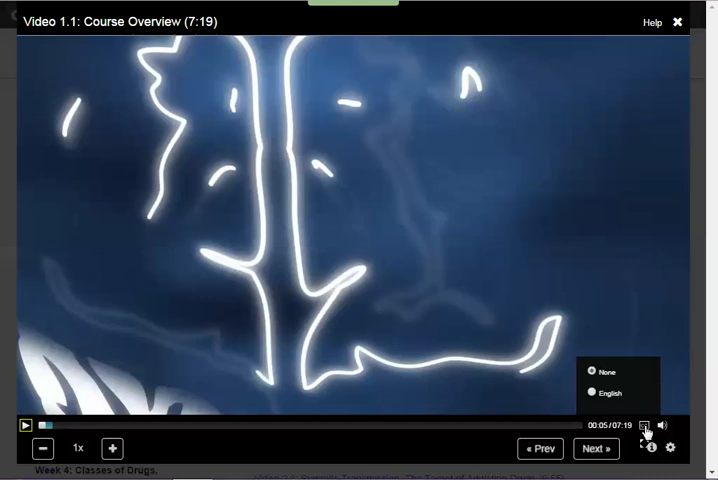 Video 1.1: Course Overview (7:19)
Help
None
English
00:05/07:19
1x
« Prev
Next »
Week 4: Classes of Drugs.